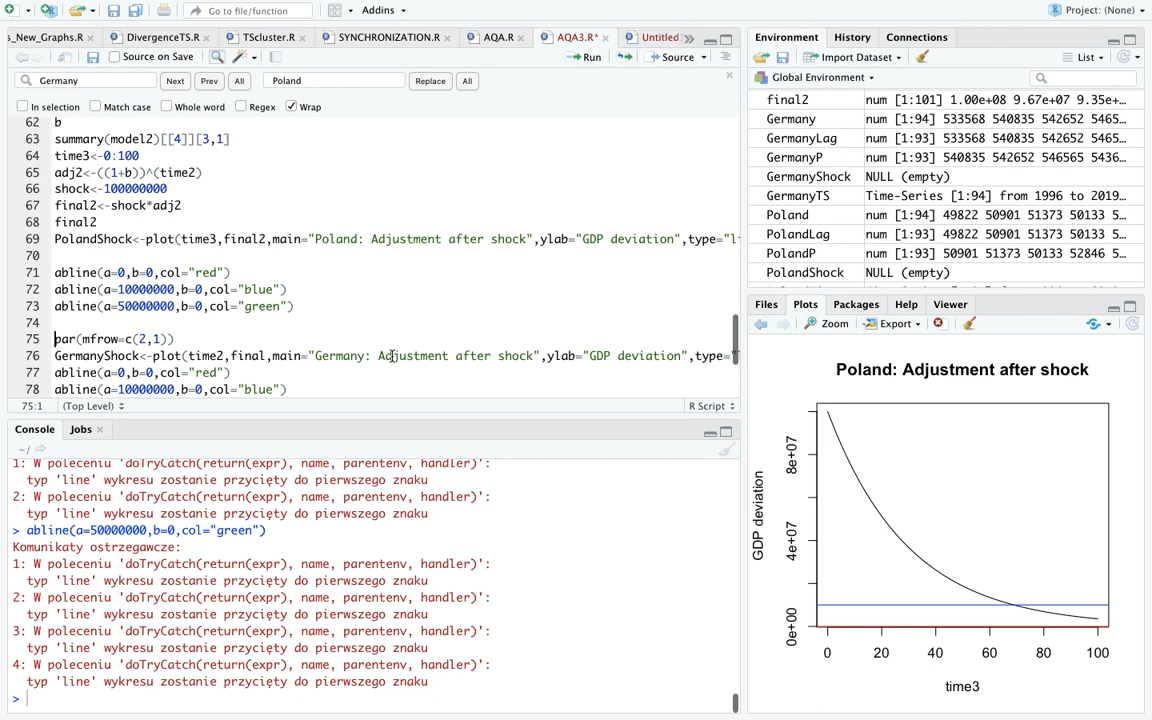 Go to file/function
Addins
Project: (None)
s_New_Graphs.R
DivergenceTS.R
TScluster.R
SYNCHRONIZATION.R
AQA.R
AQA3.R*
Untitled
Source on Save
Run
Source
Germany
Next
Prev
All
Poland
Replace
All
In selection
Match case
Whole word
Regex
Wrap
62 b
63 summary(model2)[[4]][3,1]
64 time3<-0:100
65 adj2<-((1+b))^(time2)
66 shock<-100000000
67 final2<-shock*adj2
68 final2
69 PolandShock<-plot(time3,final2,main="Poland: Adjustment after shock",ylab="GDP deviation",type="li
70
71 abline(a=0,b=0,col="red")
72 abline(a=10000000,b=0,col="blue")
73 abline(a=50000000,b=0,col="green")
74
75 par(mfrow=c(2,1))
76 GermanyShock<-plot(time2,final,main="Germany: Adjustment after shock",ylab="GDP deviation",type="
77 abline(a=0,b=0,col="red")
78 abline(a=10000000,b=0,col="blue")
75:1 (Top Level) R Script
Console Jobs
~/
1: W poleceniu 'doTryCatch(return(expr), name, parentenv, handler)':
typ 'line' wykresu zostanie przycięty do pierwszego znaku
2: W poleceniu 'doTryCatch(return(expr), name, parentenv, handler)':
typ 'line' wykresu zostanie przycięty do pierwszego znaku
> abline(a=50000000,b=0,col="green")
Komunikaty ostrzegawcze:
1: W poleceniu 'doTryCatch(return(expr), name, parentenv, handler)':
typ 'line' wykresu zostanie przycięty do pierwszego znaku
2: W poleceniu 'doTryCatch(return(expr), name, parentenv, handler)':
typ 'line' wykresu zostanie przycięty do pierwszego znaku
3: W poleceniu 'doTryCatch(return(expr), name, parentenv, handler)':
typ 'line' wykresu zostanie przycięty do pierwszego znaku
4: W poleceniu 'doTryCatch(return(expr), name, parentenv, handler)':
typ 'line' wykresu zostanie przycięty do pierwszego znaku
>
Environment History Connections
Import Dataset List
Global Environment
final2 num [1:101] 1.00e+08 9.67e+07 9.35e+…
Germany num [1:94] 533568 540835 542652 5465…
GermanyLag num [1:93] 533568 540835 542652 5465…
GermanyP num [1:93] 540835 542652 546565 5436…
GermanyShock NULL (empty)
GermanyTS Time-Series [1:94] from 1996 to 2019…
Poland num [1:94] 49822 50901 51373 50133 5…
PolandLag num [1:93] 49822 50901 51373 50133 5…
PolandP num [1:93] 50901 51373 50133 52846 5…
PolandShock NULL (empty)
Files Plots Packages Help Viewer
Zoom Export
Poland: Adjustment after shock
GDP deviation
8e+07
4e+07
0e+00
0 20 40 60 80 100
time3